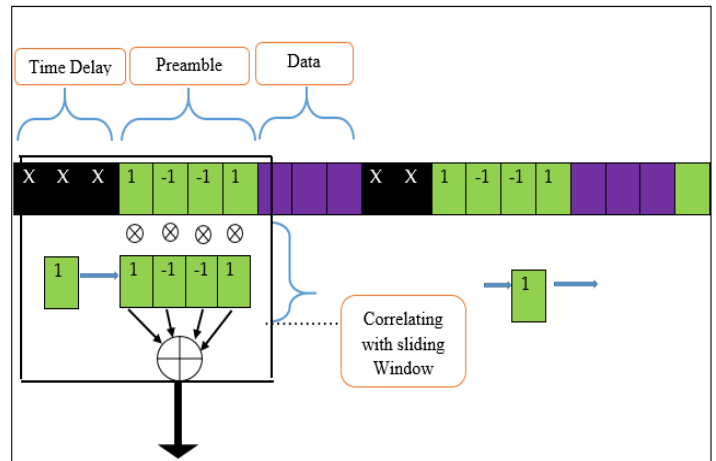 Time Delay Preamble Data
X X X 1 -1 -1 1 X X 1 -1 -1 1
1 1 -1 -1 1 1
Correlating
with sliding
Window